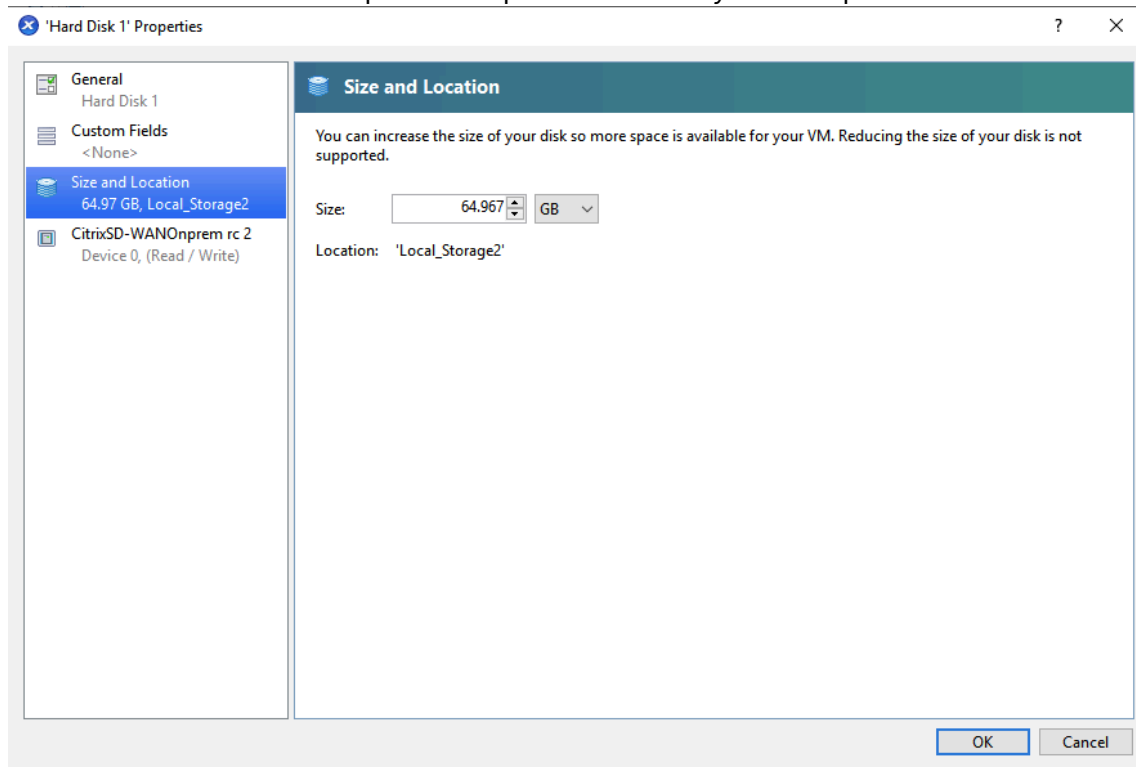 'Hard Disk 1' Properties
?
General
Hard Disk 1
Custom Fields
<None>
Size and Location
64.97 GB, Local_Storage2
CitrixSD-WANOnprem rc 2
Device 0, (Read / Write)
Size and Location
You can increase the size of your disk so more space is available for your VM. Reducing the size of your disk is not
supported.
Size: 64.967 GB
Location: 'Local_Storage2'
OK Cancel